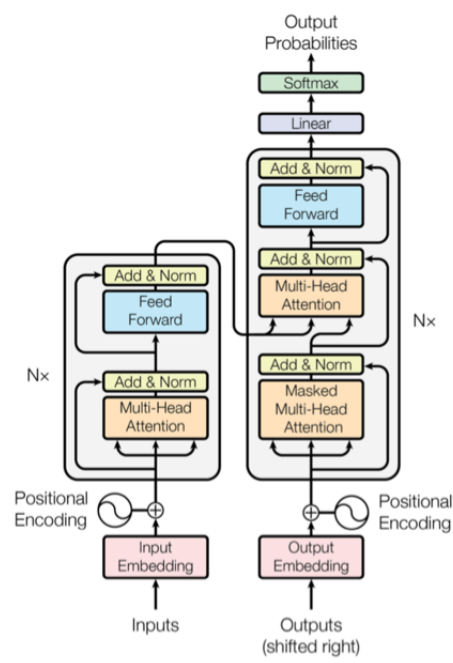 Output
Probabilities
Softmax
Linear
Add & Norm
Feed
Forward
Add & Norm
Multi-Head
Attention
Add & Norm
Masked
Multi-Head
Attention
Nx
Positional
Encoding
Output
Embedding
Outputs
(shifted right)
Add & Norm
Feed
Forward
Add & Norm
Multi-Head
Attention
N×
Positional
Encoding
Input
Embedding
Inputs